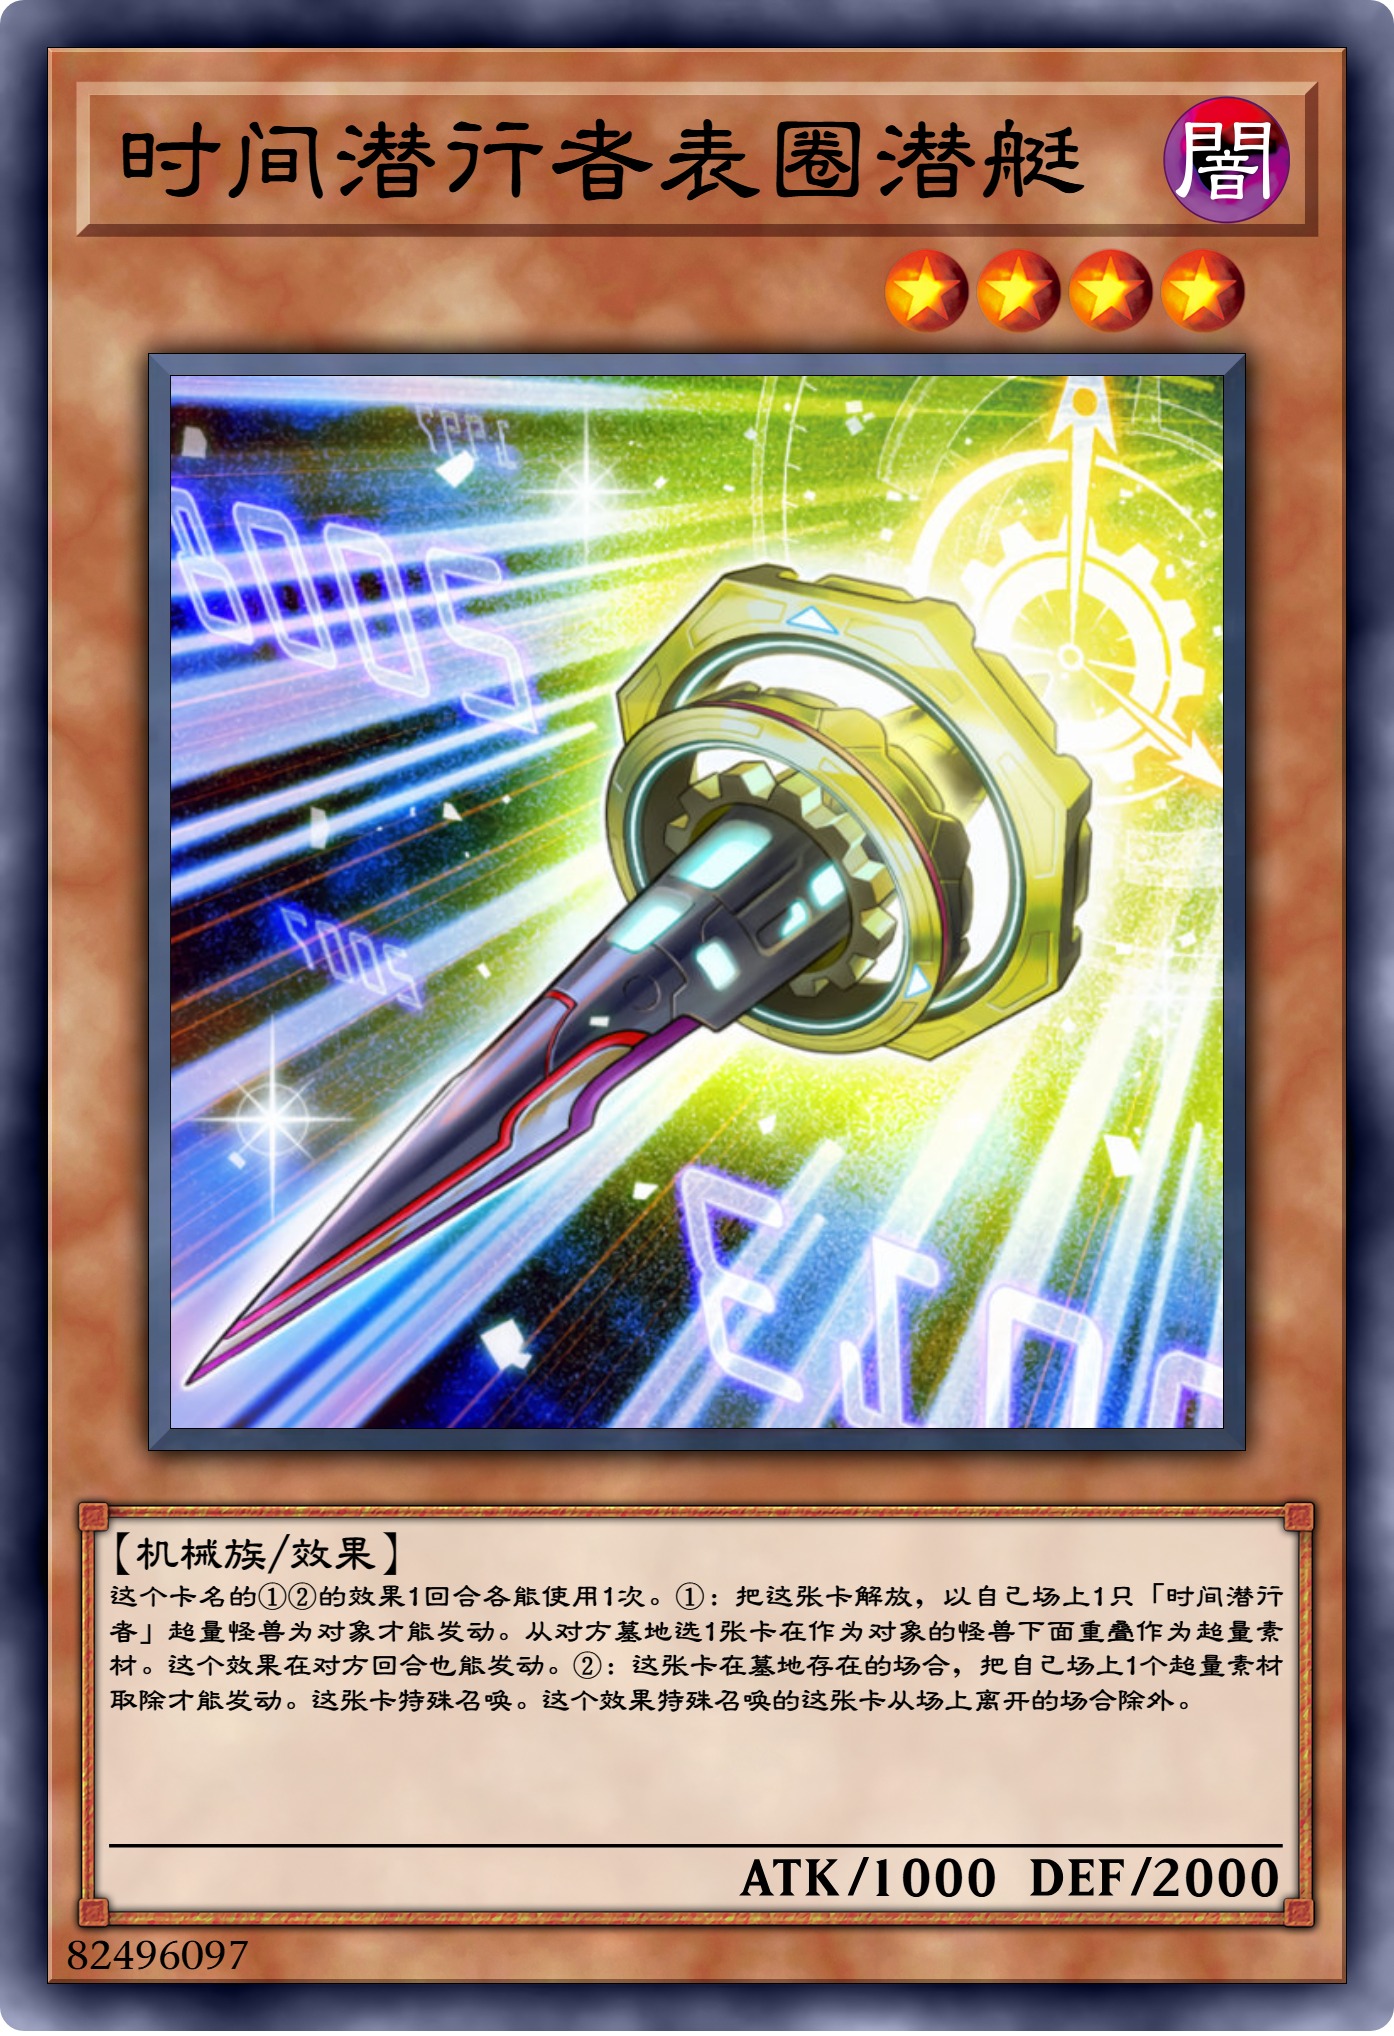 时间潜行者表圈潜艇
闇
1997
2005
2007
【机械族/效果】
这个卡名的①②的效果1回合各能使用1次。①：把这张卡解放，以自己场上1只「时间潜行
者」超量怪兽为对象才能发动。从对方墓地选1张卡在作为对象的怪兽下面重叠作为超量素
材。这个效果在对方回合也能发动。②：这张卡在墓地存在的场合，把自己场上1个超量素材
取除才能发动。这张卡特殊召唤。这个效果特殊召唤的这张卡从场上离开的场合除外。
ATK/1000 DEF/2000
82496097